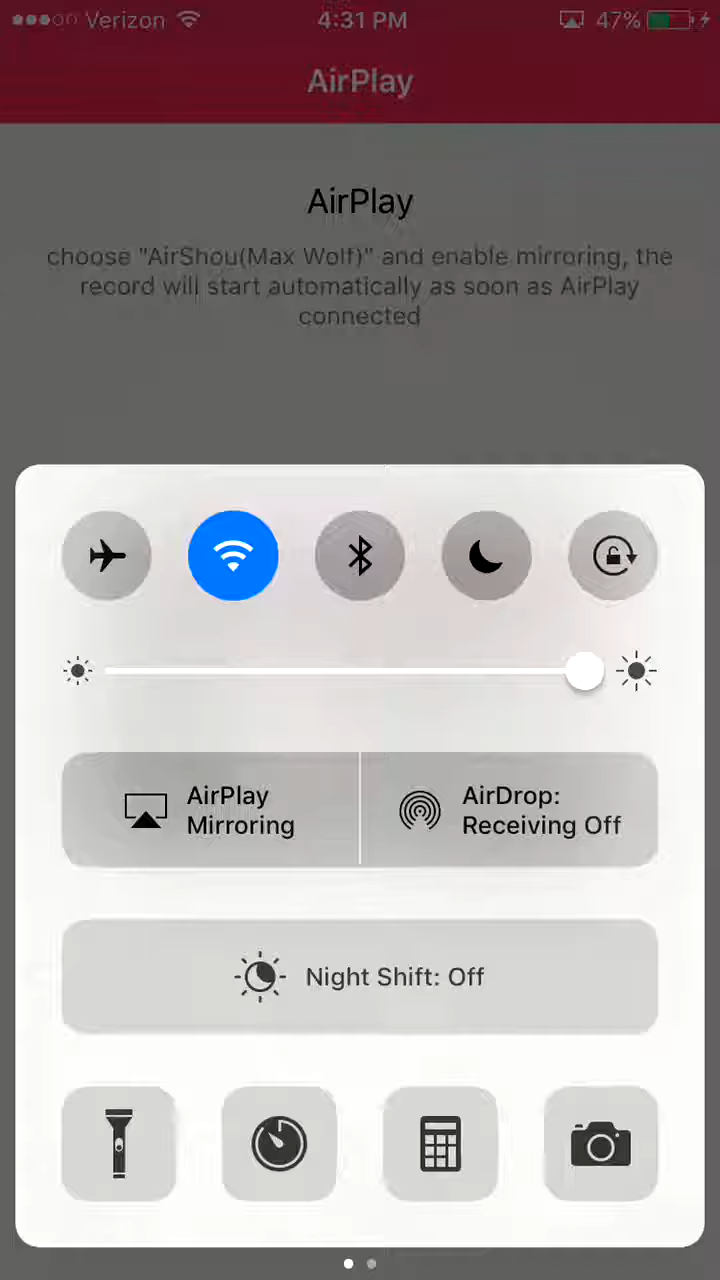 Verizon 4:31 PM 47%
AirPlay
AirPlay
choose "AirShou(Max Wolf)" and enable mirroring, the
record will start automatically as soon as AirPlay
connected
AirPlay
Mirroring
AirDrop:
Receiving Off
Night Shift: Off